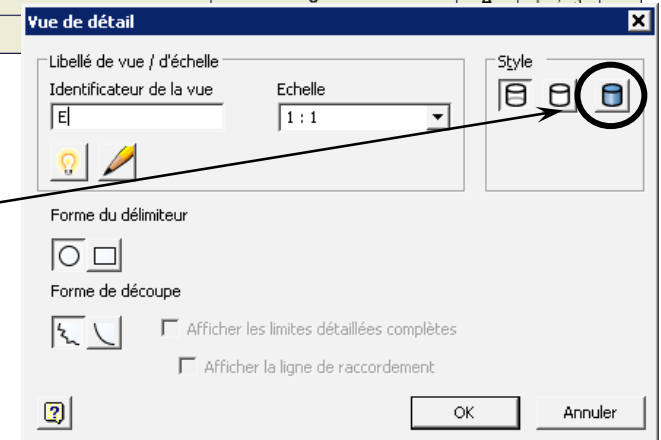 Vue de détail
Libellé de vue / d'échelle
Style
Identificateur de la vue
Echelle
E
1 : 1
Forme du délimiteur
Forme de découpe
Afficher les limites détaillées complètes
Afficher la ligne de raccordement
OK
Annuler